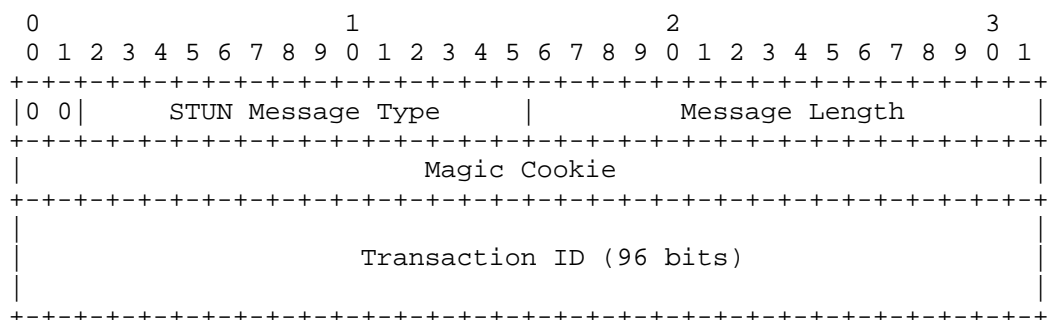 0                   1                   2                   3
 0 1 2 3 4 5 6 7 8 9 0 1 2 3 4 5 6 7 8 9 0 1 2 3 4 5 6 7 8 9 0 1
+-+-+-+-+-+-+-+-+-+-+-+-+-+-+-+-+-+-+-+-+-+-+-+-+-+-+-+-+-+-+-+-+
|0 0|     STUN Message Type     |         Message Length        |
+-+-+-+-+-+-+-+-+-+-+-+-+-+-+-+-+-+-+-+-+-+-+-+-+-+-+-+-+-+-+-+-+
|                         Magic Cookie                          |
+-+-+-+-+-+-+-+-+-+-+-+-+-+-+-+-+-+-+-+-+-+-+-+-+-+-+-+-+-+-+-+-+
|                                                               |
|                     Transaction ID (96 bits)                  |
|                                                               |
+-+-+-+-+-+-+-+-+-+-+-+-+-+-+-+-+-+-+-+-+-+-+-+-+-+-+-+-+-+-+-+-+